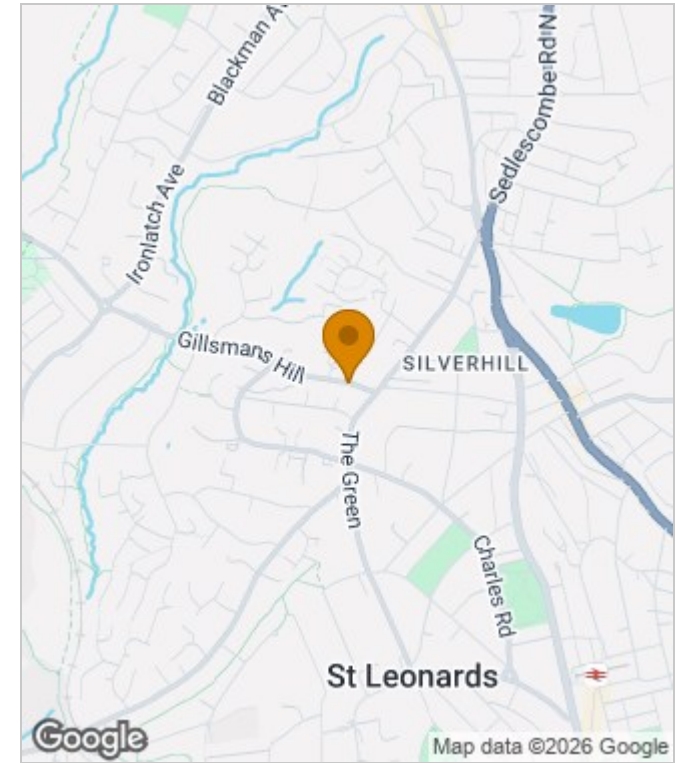 Blackman A
Sedlescombe Rd N
Ironlatch Ave
Gillsmans Hill
SILVERHILL
The Green
Charles Rd
St Leonards
Google
Map data ©2026 Google